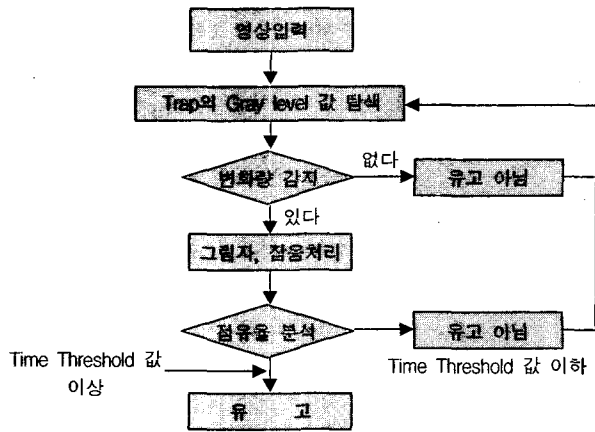 영상입력
Trap의 Gray level 값 탐색
변화량 감지
없다
유고 아님
있다
그림자, 잡음처리
점유율 분석
유고 아님
Time Threshold 값
이상
Time Threshold 값 이하
유 고